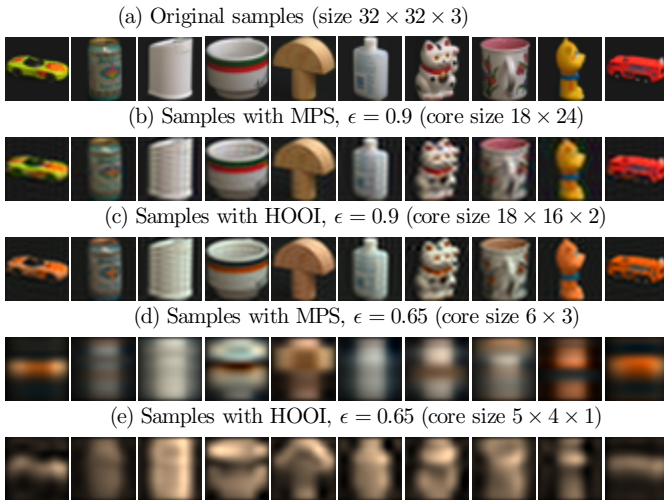 (a) Original samples (size 32 × 32 × 3)
(b) Samples with MPS, ϵ = 0.9 (core size 18 × 24)
(c) Samples with HOOI, ϵ = 0.9 (core size 18 × 16 × 2)
(d) Samples with MPS, ϵ = 0.65 (core size 6 × 3)
(e) Samples with HOOI, ϵ = 0.65 (core size 5 × 4 × 1)